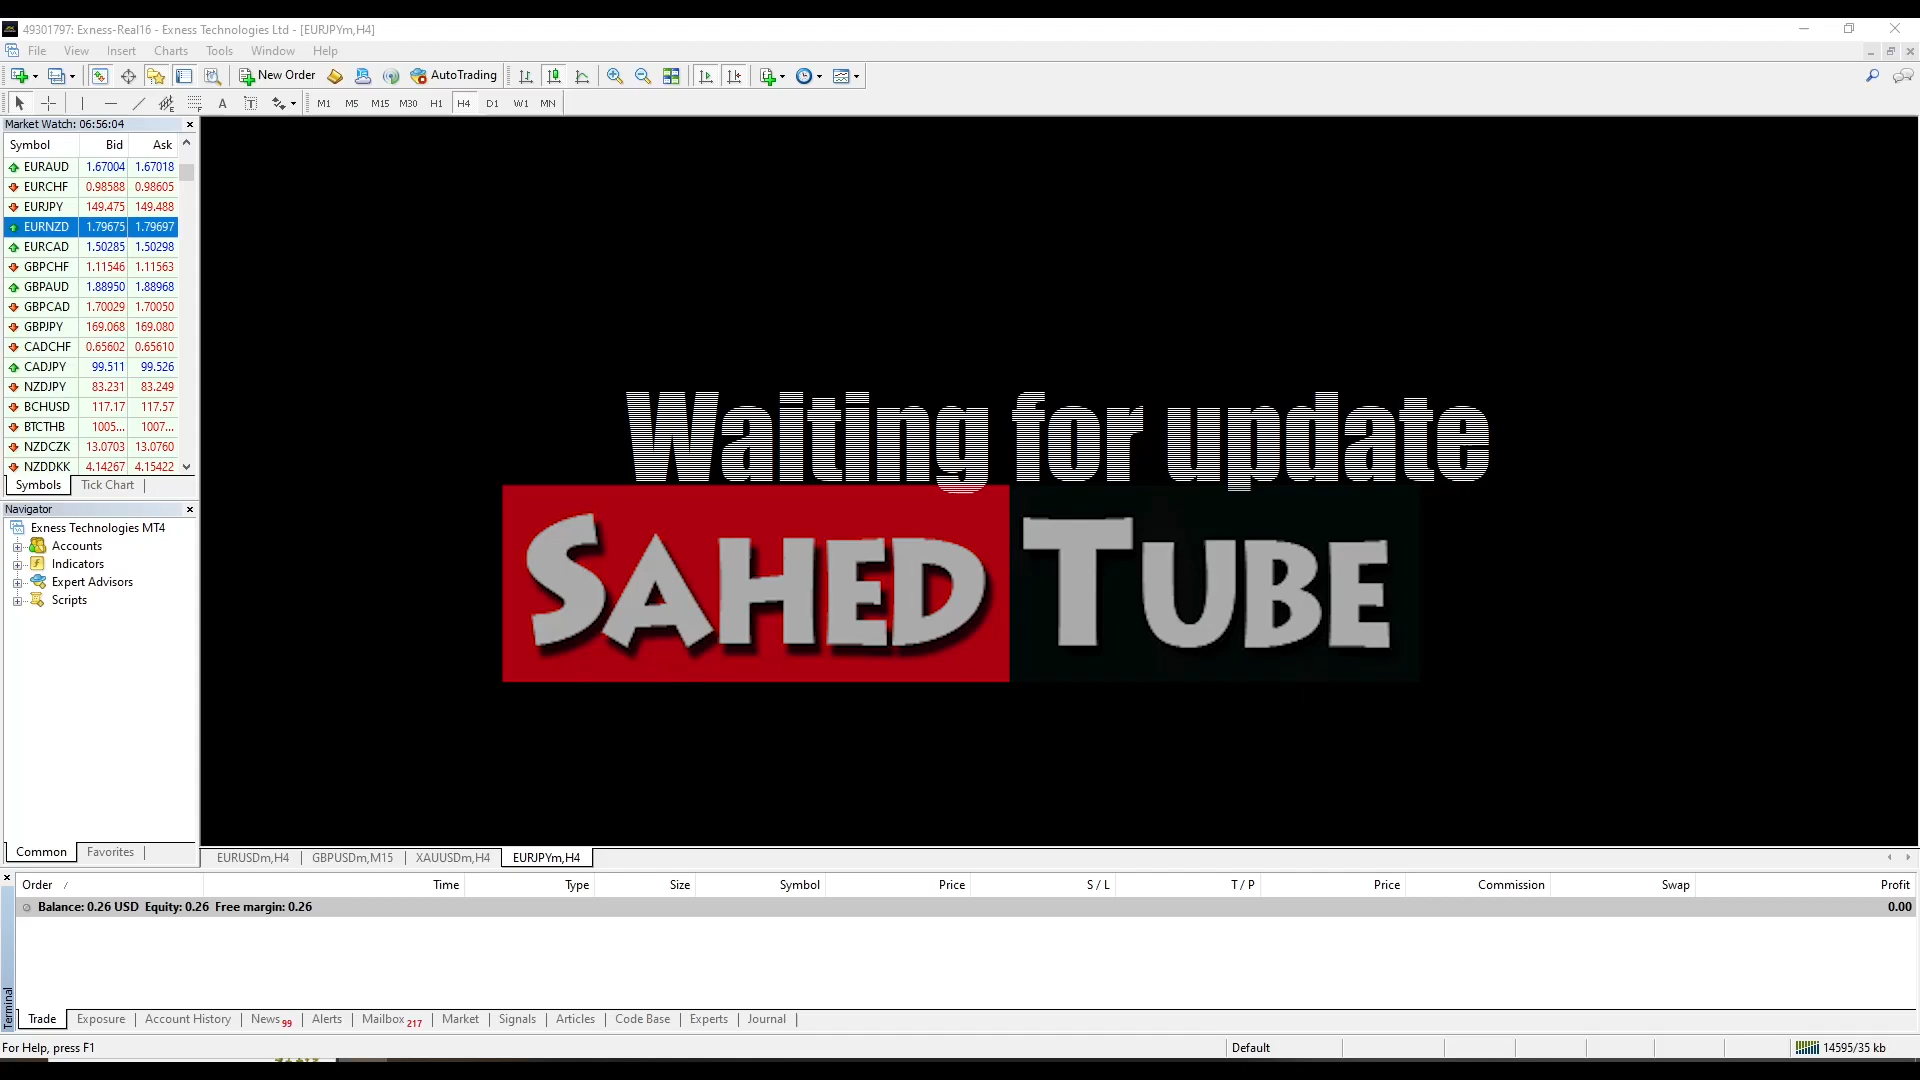 49301797: Exness-Real16 - Exness Technologies Ltd - [EURJPYm,H4]
File View Insert Charts Tools Window Help
New Order AutoTrading
A T M1 M5 M15 M30 H1 H4 D1 W1 MN
Market Watch: 06:56:04
Symbol Bid Ask
EURAUD 1.67004 1.67018
EURCHF 0.98588 0.98605
EURJPY 149.475 149.488
EURNZD 1.79675 1.79697
EURCAD 1.50285 1.50298
GBPCHF 1.11546 1.11563
GBPAUD 1.88950 1.88968
GBPCAD 1.70029 1.70050
GBPJPY 169.068 169.080
CADCHF 0.65602 0.65610
CADJPY 99.511 99.526
NZDJPY 83.231 83.249
BCHUSD 117.17 117.57
BTCTHB 1005... 1007...
NZDCZK 13.0703 13.0760
NZDDKK 4.14267 4.15422
Symbols Tick Chart
Navigator
Exness Technologies MT4
Accounts
Indicators
Expert Advisors
Scripts
Common Favorites
Waiting for update
SAHED TUBE
EURUSDm,H4 GBPUSDm,M15 XAUUSDm,H4 EURJPYm,H4
Order / Time Type Size Symbol Price S / L T / P Price Commission Swap Profit
Balance: 0.26 USD Equity: 0.26 Free margin: 0.26 0.00
Terminal
Trade Exposure Account History News 99 Alerts Mailbox 217 Market Signals Articles Code Base Experts Journal
For Help, press F1 Default 14595/35 kb